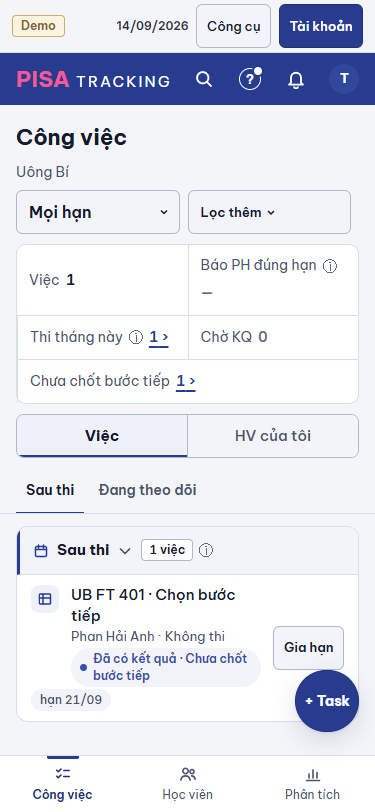 Demo 14/09/2026 Công cụ Tài khoản
PISA TRACKING ? T
Công việc
Uông Bí
Mọi hạn Lọc thêm
Việc 1 Báo PH đúng hạn ⓘ
—
Thi tháng này ⓘ 1 > Chờ KQ 0
Chưa chốt bước tiếp 1 >
Việc HV của tôi
Sau thi Đang theo dõi
Sau thi 1 việc ⓘ
UB FT 401 · Chọn bước
tiếp
Phan Hải Anh · Không thi
Gia hạn
Đã có kết quả · Chưa chốt
bước tiếp
hạn 21/09
+ Task
Công việc Học viên Phân tích